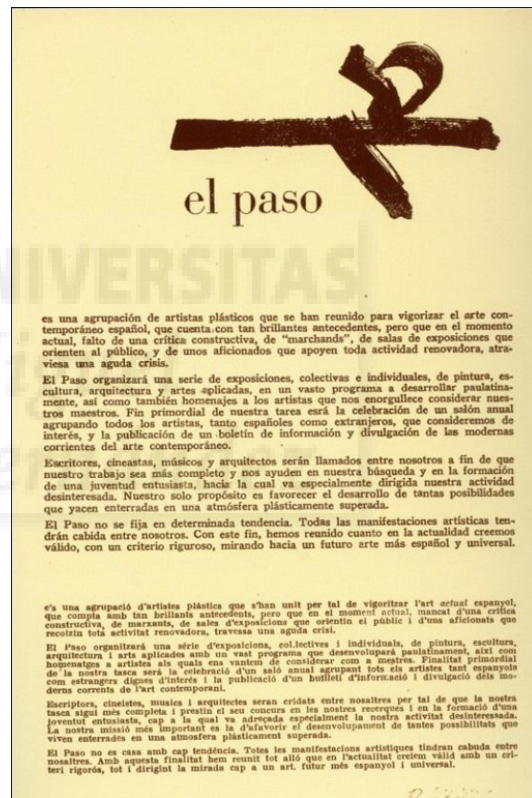 el paso
UNIVERSITAS
es una agrupación de artistas plásticos que se han reunido para vigorizar el arte con-
temporáneo español, que cuenta con tan brillantes antecedentes, pero que en el momento
actual, falto de una crítica constructiva, de "marchands", de salas de exposiciones que
orienten al público, y de unos aficionados que apoyen toda actividad renovadora, atra-
viesa una aguda crisis.
El Paso organizará una serie de exposiciones, colectivas e individuales, de pintura, es-
cultura, arquitectura y artes aplicadas, en un vasto programa a desarrollar paulatina-
mente, así como también homenajes a los artistas que nos enorgullece considerar nues-
tros maestros. Fin primordial de nuestra tarea esrá la celebración de un salón anual
agrupando todos los artistas, tanto españoles como extranjeros, que consideremos de
interés, y la publicación de un boletín de información y divulgación de las modernas
corrientes del arte contemporáneo.
Escritores, cineastas, músicos y arquitectos serán llamados entre nosotros a fin de que
nuestro trabajo sea más completo y nos ayuden en nuestra búsqueda y en la formación
de una juventud entusiasta, hacia la cual va especialmente dirigida nuestra actividad
desinteresada. Nuestro solo propósito es favorecer el desarrollo de tantas posibilidades
que yacen enterradas en una atmósfera plásticamente superada.
El Paso no se fija en determinada tendencia. Todas las manifestaciones artísticas ten-
drán cabida entre nosotros. Con este fin, hemos reunido cuanto en la actualidad creemos
válido, con un criterio riguroso, mirando hacia un futuro arte más español y universal.
e's una agrupació d'artistes plàstics que s'han unit per tal de vigoritzar l'art actual espanyol,
que compta amb tan brillants antecedents, pero que en el moment actual, mancat d'una crítica
constructiva, de marxants, de sales d'exposicions que orientin el públic i d'uns aficionats que
recolzin tota activitat renovadora, travessa una aguda crisi.
El Paso organitzará una série d'exposicions, col.lectives i individuals, de pintura, escultura,
arquitectura i arts aplicades amb un vast programa que desenvoluparà paulatinament, aixi com
homenatges a artistes als quals ens vantem de considerar com a mestres. Finalitat primordial
de la nostra tasca serà la celebració d'un saló anual agrupant tots els artistes tant espanyols
com estrangers dignes d'interés i la publicació d'un butlletí d'informació i divulgació dels mo-
derns corrents de l'art contemporani.
Escriptors, cineistes, musics i arquitectes seran cridats entre nosaltres per tal de que la nostra
tasca sigui més completa i prestin el seu concurs en les nostres recerques i en la formació d'una
joventut entusiasta, cap a la qual va adreçada especialment la nostra activitat desinteressada.
La nostra missió més important es la d'afavorir el desenvolupament de tantes possibilitats que
viven enterrades en una atmosfera plàsticament superada.
El Paso no es casa amb cap tendència. Totes les manifestacions artistiques tindran cabuda entre
nosaltres. Amb aquesta finalitat hem reunit tot allò que en l'actualitat creiem vàlid amb un cri-
teri rigorós, tot i dirigint la mirada cap a un art. futur més espanyol i universal.